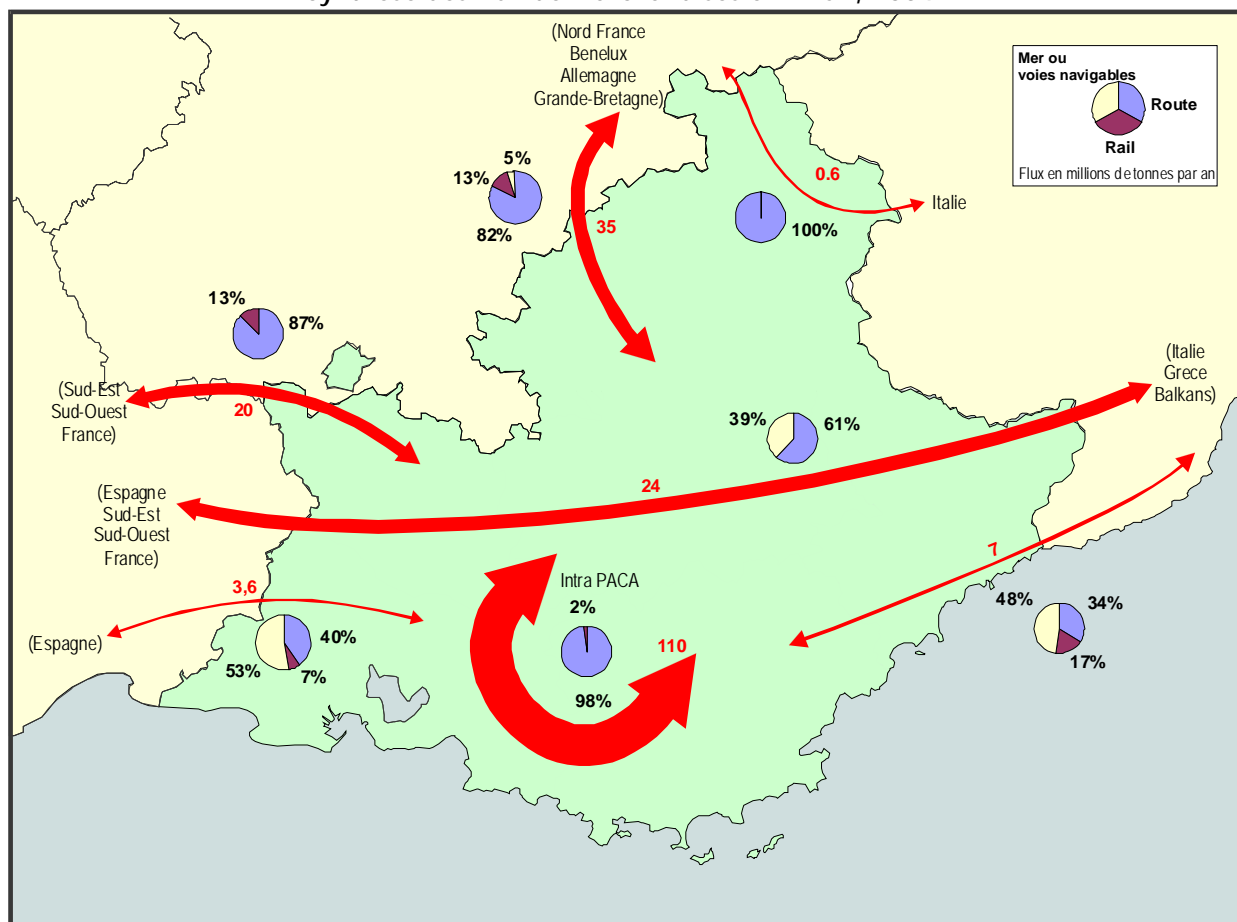 (Nord France
Benelux
Allemagne
Grande-Bretagne)
Mer ou
voies navigables
Route
Rail
Flux en millions de tonnes par an
5%
13%
82%
35
0.6
Italie
100%
13%
87%
(Sud-Est
Sud-Ouest
France)
20
(Italie
Grece
Balkans)
39%
61%
24
(Espagne
Sud-Est
Sud-Ouest
France)
7
Intra PACA
2%
110
98%
3,6
(Espagne)
40%
53%
7%
48%
34%
17%